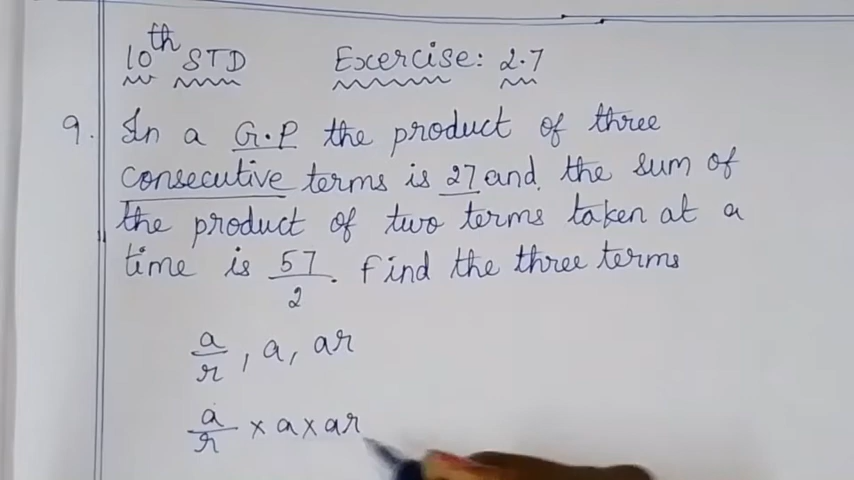 10th STD Exercise: 2.7
9. In a G.P the product of three
consecutive terms is 27 and the sum of
the product of two terms taken at a
time is 57/2. Find the three terms
a/r, a, ar
a/r × a × ar